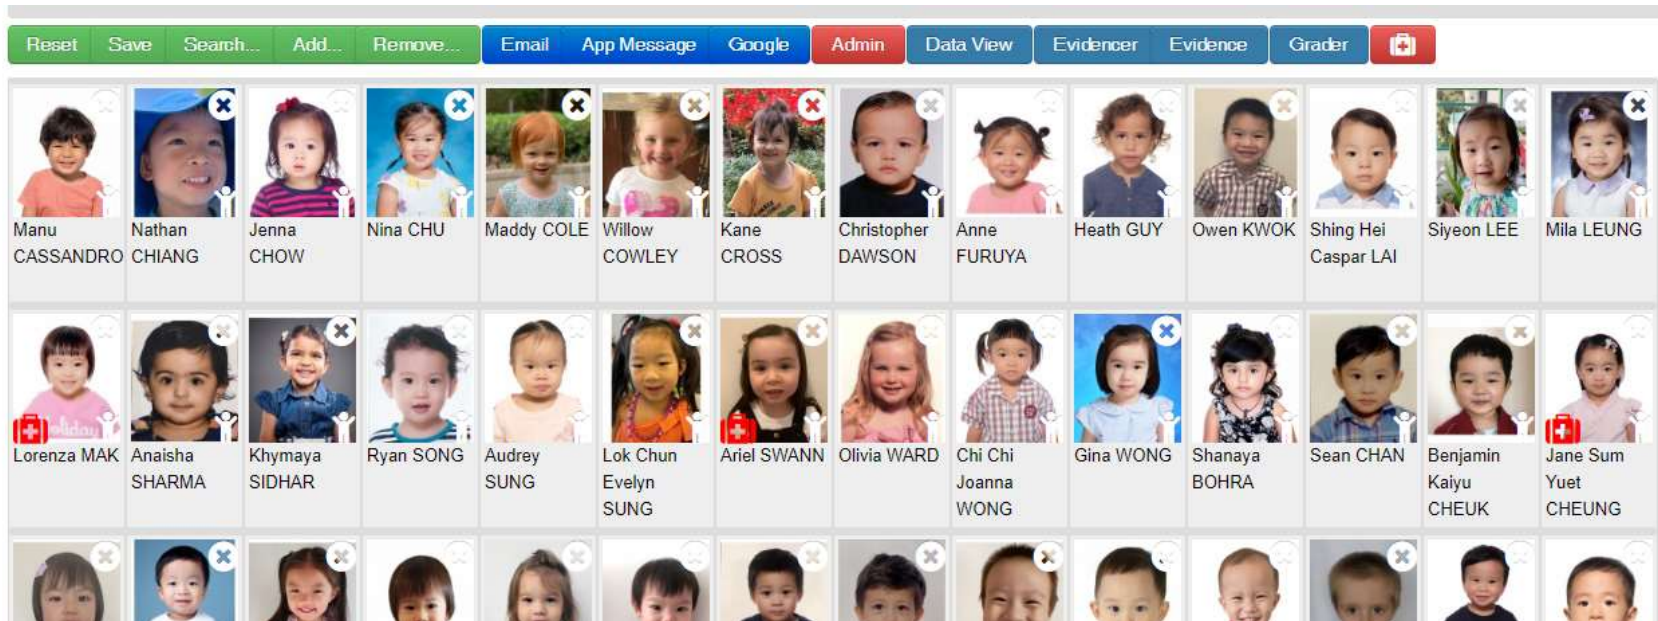 Reset Save Search... Add... Remove... Email App Message Google Admin Data View Evidencer Evidence Grader
Manu
CASSANDRO
Nathan
CHIANG
Jenna
CHOW
Nina CHU
Maddy COLE
Willow
COWLEY
Kane
CROSS
Christopher
DAWSON
Anne
FURUYA
Heath GUY
Owen KWOK
Shing Hei
Caspar LAI
Siyeon LEE
Mila LEUNG
Lorenza MAK
Anaisha
SHARMA
Khymaya
SIDHAR
Ryan SONG
Audrey
SUNG
Lok Chun
Evelyn
SUNG
Ariel SWANN
Olivia WARD
Chi Chi
Joanna
WONG
Gina WONG
Shanaya
BOHRA
Sean CHAN
Benjamin
Kaiyu
CHEUK
Jane Sum
Yuet
CHEUNG